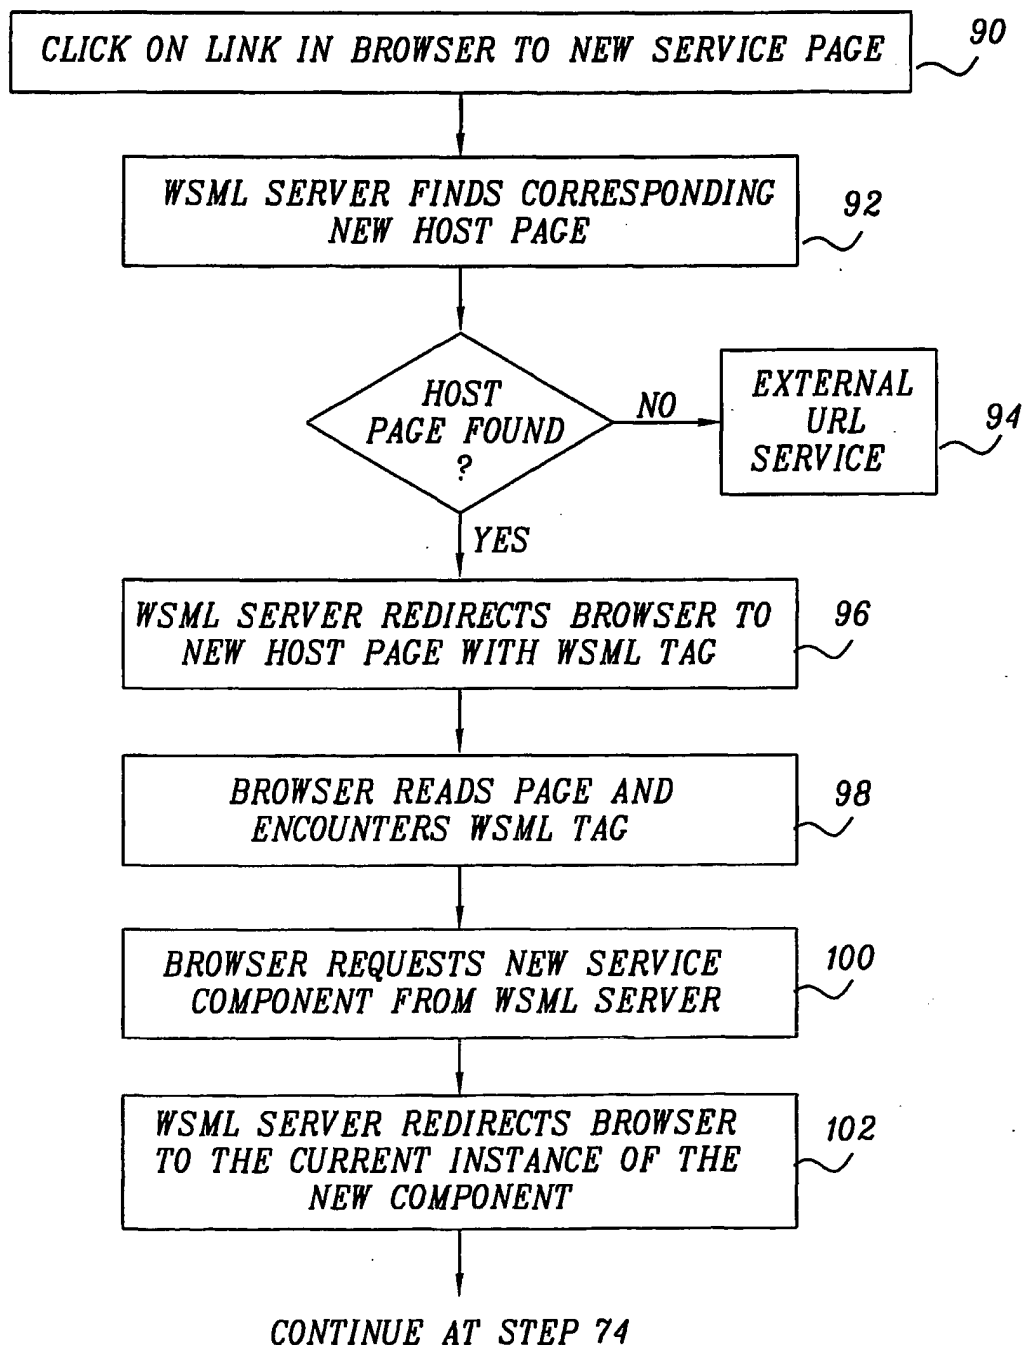 CLICK ON LINK IN BROWSER TO NEW SERVICE PAGE
90
WSML SERVER FINDS CORRESPONDING
NEW HOST PAGE
92
HOST
PAGE FOUND
?
NO
EXTERNAL
URL
SERVICE
94
YES
WSML SERVER REDIRECTS BROWSER TO
NEW HOST PAGE WITH WSML TAG
96
BROWSER READS PAGE AND
ENCOUNTERS WSML TAG
98
BROWSER REQUESTS NEW SERVICE
COMPONENT FROM WSML SERVER
100
WSML SERVER REDIRECTS BROWSER
TO THE CURRENT INSTANCE OF THE
NEW COMPONENT
102
CONTINUE AT STEP 74